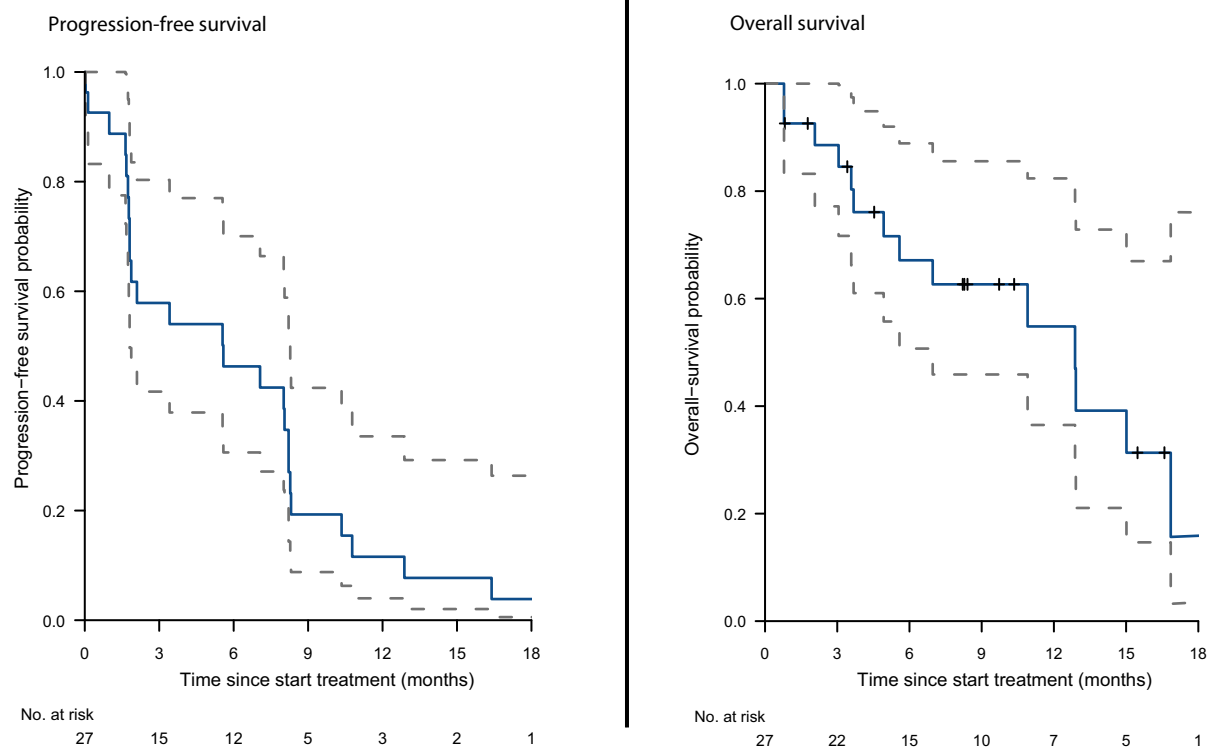 Progression-free survival
1.0
0.8
0.6
0.4
0.2
0.0
Progression−free survival probability
0 3 6 9 12 15 18
Time since start treatment (months)
No. at risk
27 15 12 5 3 2 1
Overall survival
1.0
0.8
0.6
0.4
0.2
0.0
Overall−survival probability
0 3 6 9 12 15 18
Time since start treatment (months)
No. at risk
27 22 15 10 7 5 1